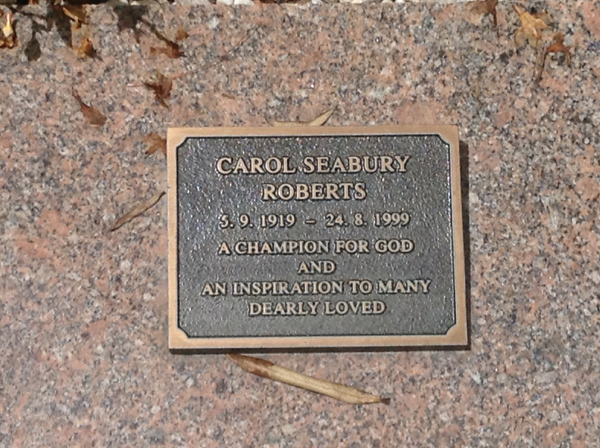 CAROL SEABURY
ROBERTS
5. 9. 1919 – 24. 8. 1999
A CHAMPION FOR GOD
AND
AN INSPIRATION TO MANY
DEARLY LOVED